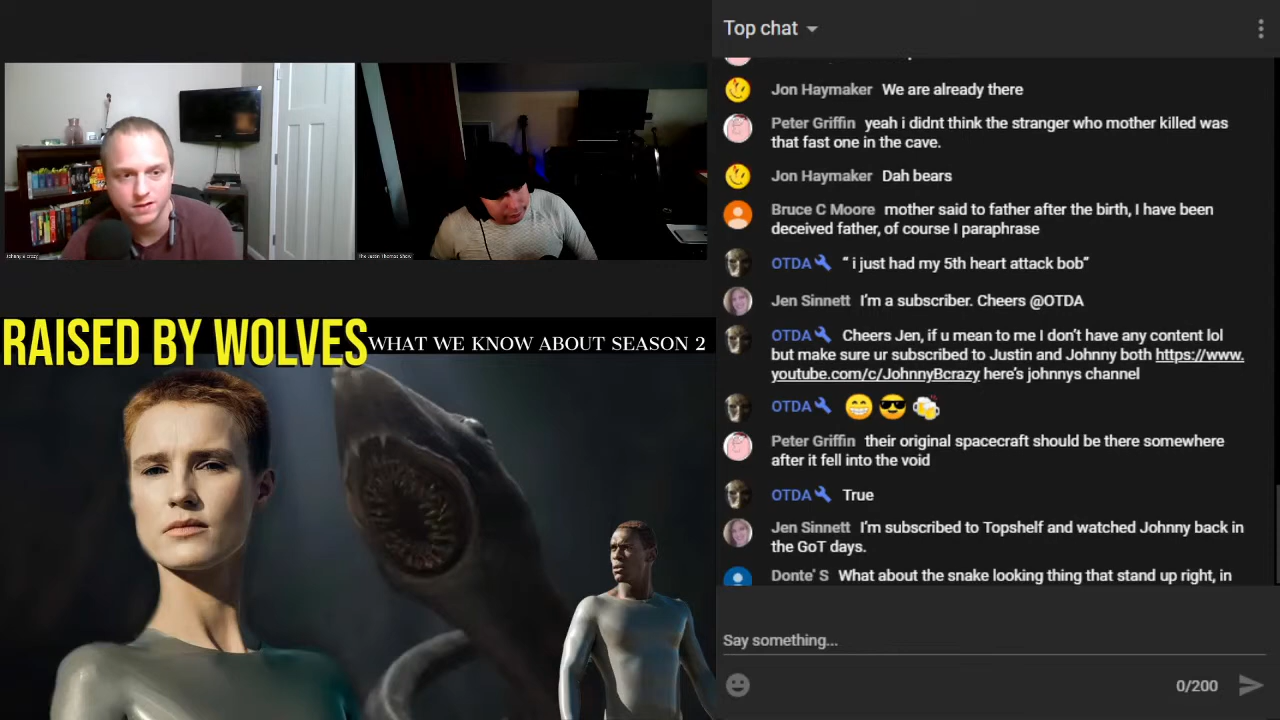 Top chat
Jon Haymaker We are already there
Peter Griffin yeah i didnt think the stranger who mother killed was
that fast one in the cave.
Jon Haymaker Dah bears
Bruce C Moore mother said to father after the birth, I have been
deceived father, of course I paraphrase
OTDA “ i just had my 5th heart attack bob”
Jen Sinnett I’m a subscriber. Cheers @OTDA
OTDA Cheers Jen, if u mean to me I don’t have any content lol
but make sure ur subscribed to Justin and Johnny both https://www.
youtube.com/c/JohnnyBcrazy here’s johnnys channel
OTDA 😁😎🍻
Peter Griffin their original spacecraft should be there somewhere
after it fell into the void
OTDA True
Jen Sinnett I’m subscribed to Topshelf and watched Johnny back in
the GoT days.
Donte' S What about the snake looking thing that stand up right, in
Say something...
0/200
The Justin Thomas Show
RAISED BY WOLVES
WHAT WE KNOW ABOUT SEASON 2